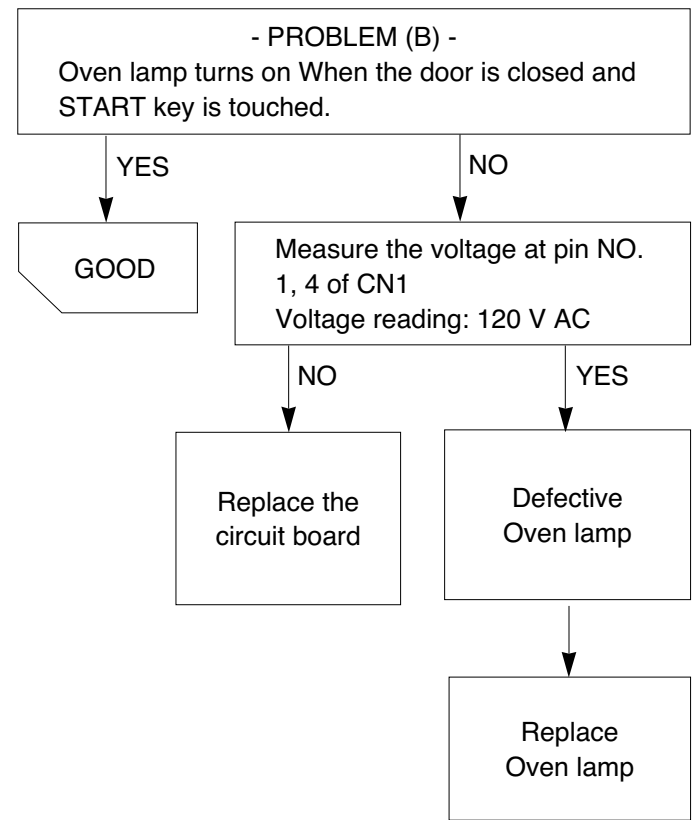 - PROBLEM (B) -
Oven lamp turns on When the door is closed and
START key is touched.
YES
NO
GOOD
Measure the voltage at pin NO.
1, 4 of CN1
Voltage reading: 120 V AC
NO
YES
Replace the
circuit board
Defective
Oven lamp
Replace
Oven lamp